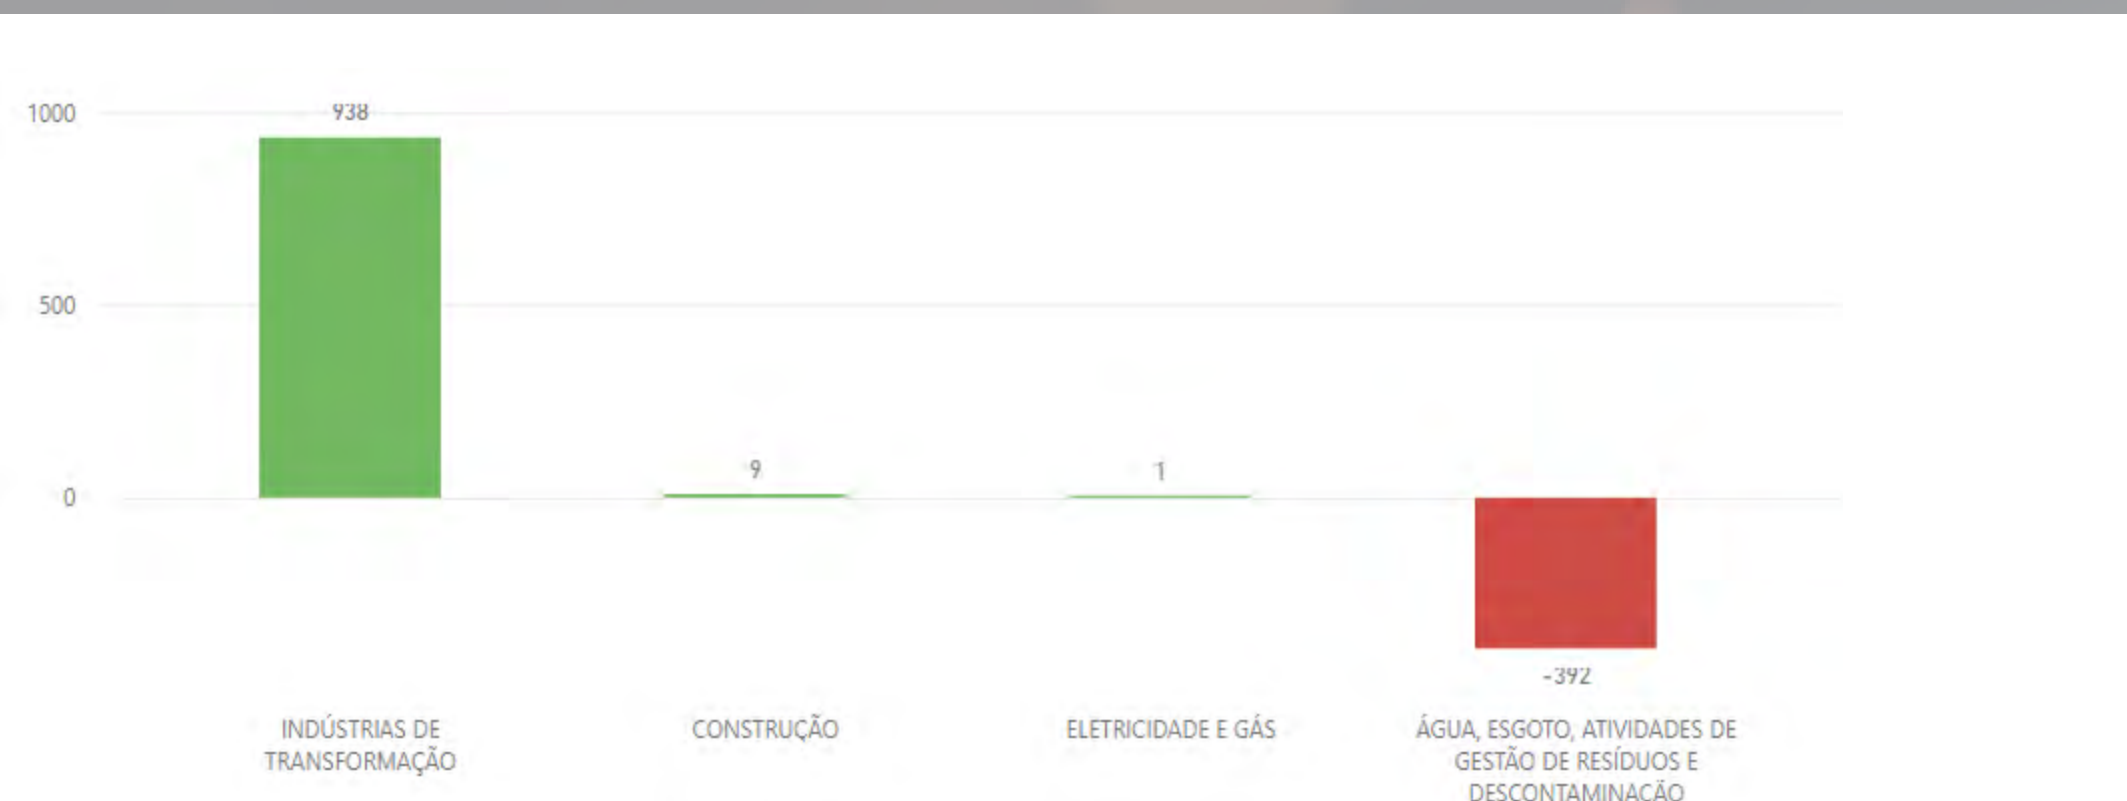 1000
938
500
9
1
0
-392
INDÚSTRIAS DE
TRANSFORMAÇÃO
CONSTRUÇÃO
ELETRICIDADE E GÁS
ÁGUA, ESGOTO, ATIVIDADES DE
GESTÃO DE RESÍDUOS E
DESCONTAMINAÇÃO